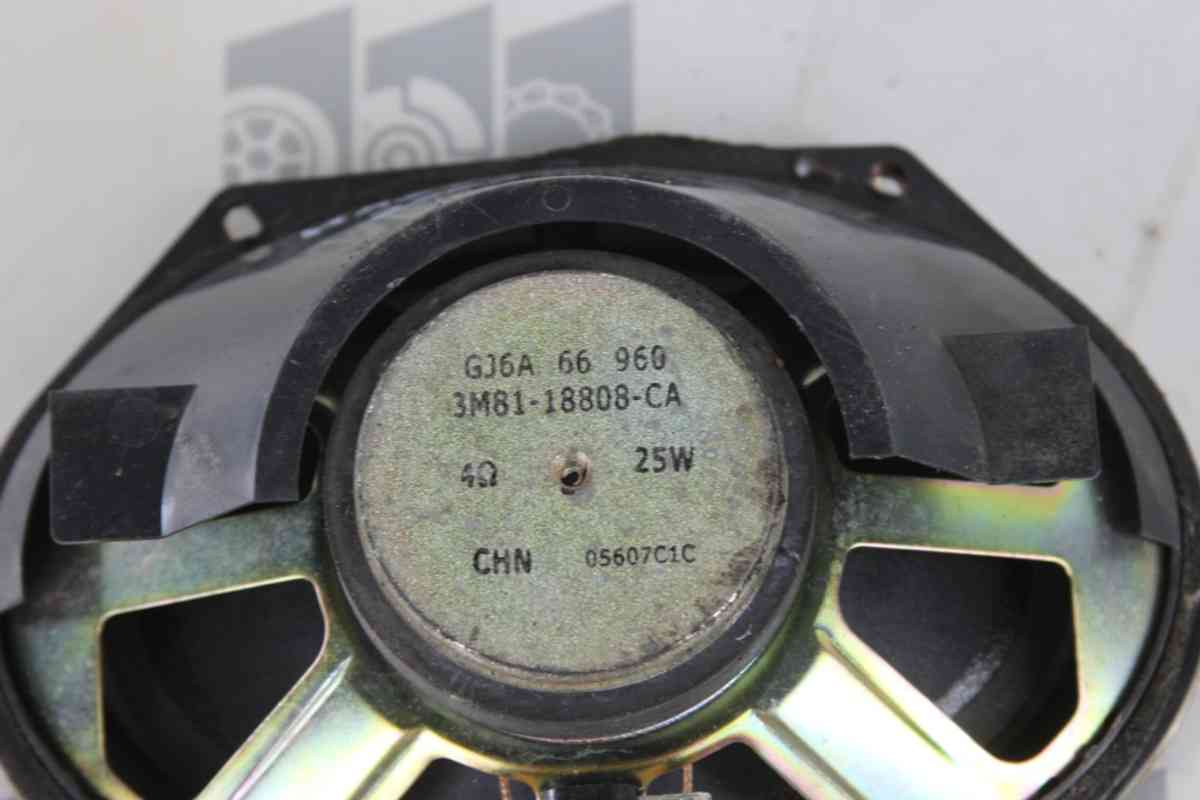 GJ6A 66 960
3M81-18808-CA
4Ω 25W
CHN 05607C1C